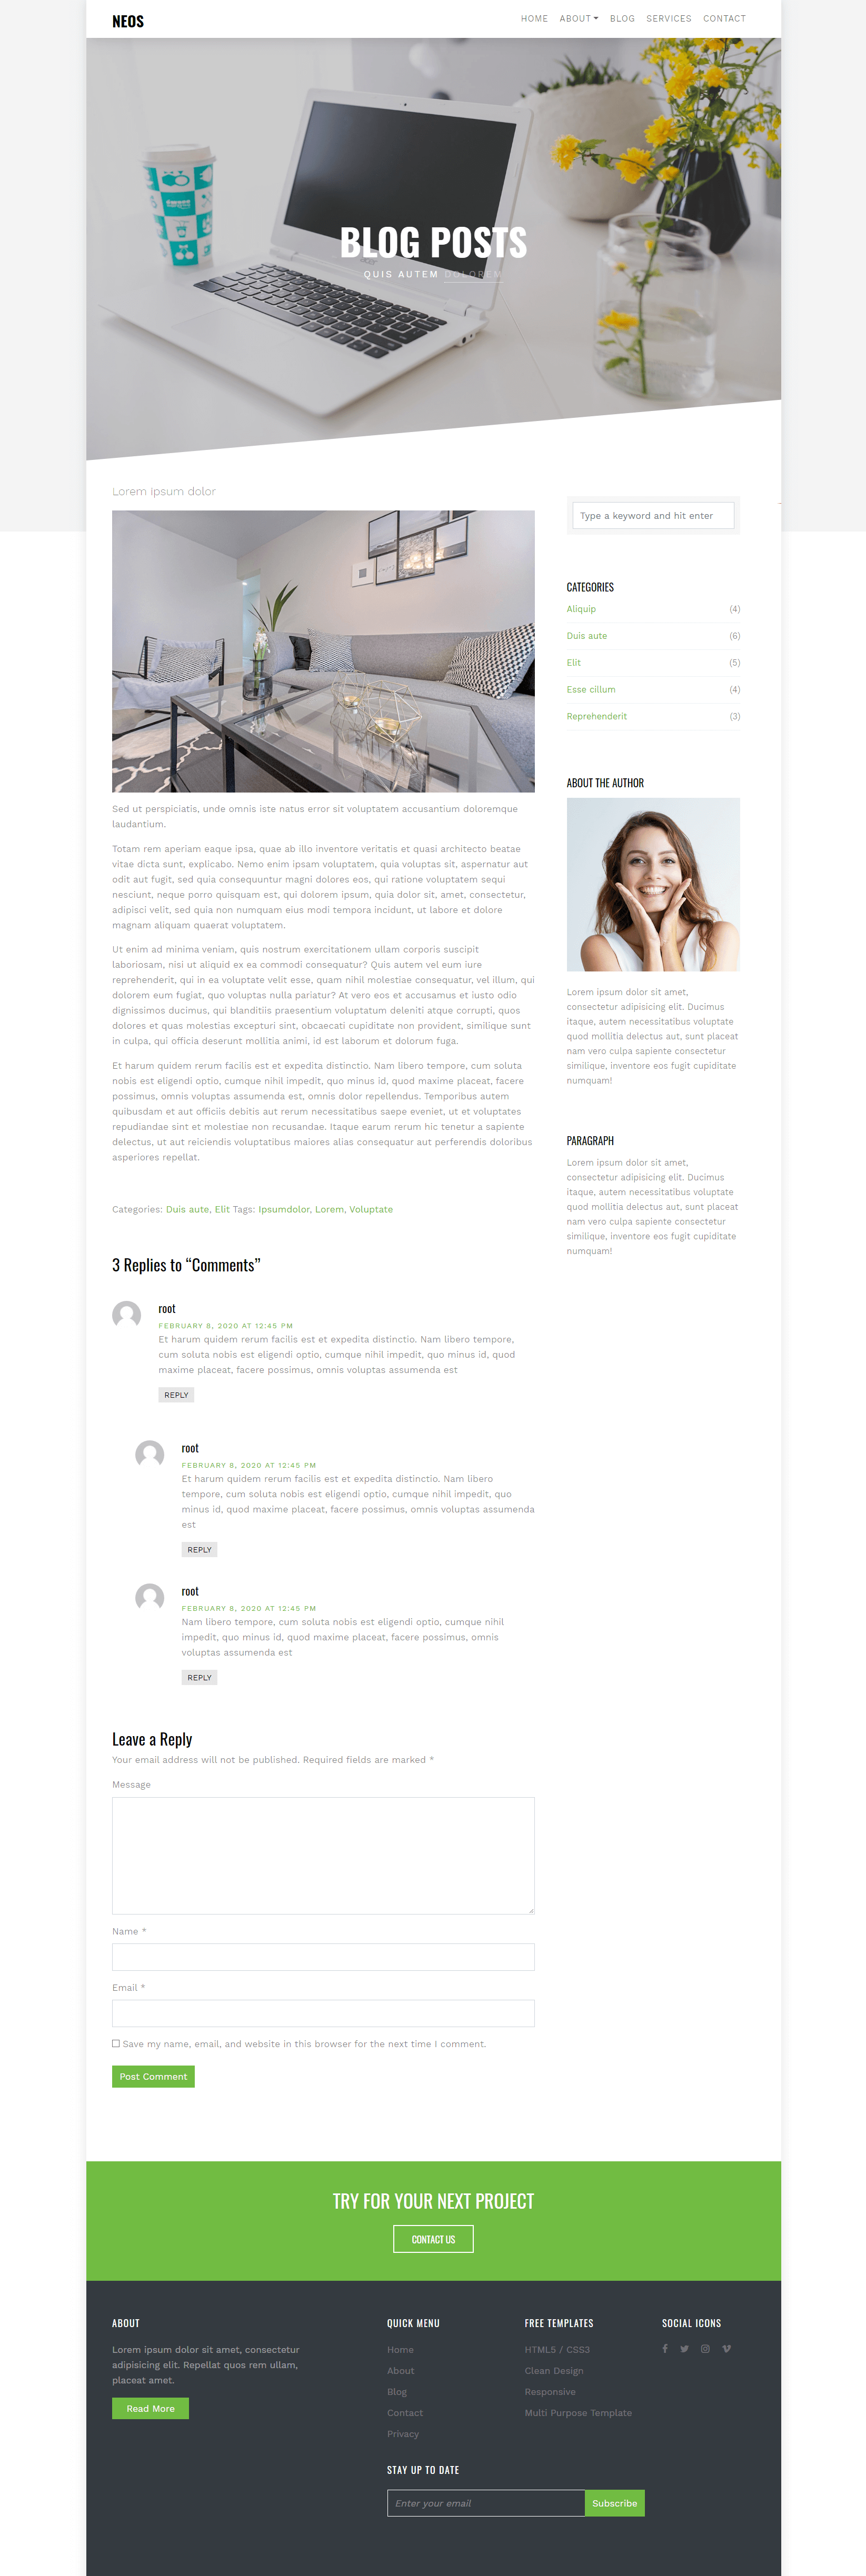 NEOS
HOME ABOUT BLOG SERVICES CONTACT
BLOG POSTS
QUIS AUTEM DOLOREM
Lorem ipsum dolor
Sed ut perspiciatis, unde omnis iste natus error sit voluptatem accusantium doloremque
laudantium.
Totam rem aperiam eaque ipsa, quae ab illo inventore veritatis et quasi architecto beatae
vitae dicta sunt, explicabo. Nemo enim ipsam voluptatem, quia voluptas sit, aspernatur aut
odit aut fugit, sed quia consequuntur magni dolores eos, qui ratione voluptatem sequi
nesciunt, neque porro quisquam est, qui dolorem ipsum, quia dolor sit, amet, consectetur,
adipisci velit, sed quia non numquam eius modi tempora incidunt, ut labore et dolore
magnam aliquam quaerat voluptatem.
Ut enim ad minima veniam, quis nostrum exercitationem ullam corporis suscipit
laboriosam, nisi ut aliquid ex ea commodi consequatur? Quis autem vel eum iure
reprehenderit, qui in ea voluptate velit esse, quam nihil molestiae consequatur, vel illum, qui
dolorem eum fugiat, quo voluptas nulla pariatur? At vero eos et accusamus et iusto odio
dignissimos ducimus, qui blanditiis praesentium voluptatum deleniti atque corrupti, quos
dolores et quas molestias excepturi sint, obcaecati cupiditate non provident, similique sunt
in culpa, qui officia deserunt mollitia animi, id est laborum et dolorum fuga.
Et harum quidem rerum facilis est et expedita distinctio. Nam libero tempore, cum soluta
nobis est eligendi optio, cumque nihil impedit, quo minus id, quod maxime placeat, facere
possimus, omnis voluptas assumenda est, omnis dolor repellendus. Temporibus autem
quibusdam et aut officiis debitis aut rerum necessitatibus saepe eveniet, ut et voluptates
repudiandae sint et molestiae non recusandae. Itaque earum rerum hic tenetur a sapiente
delectus, ut aut reiciendis voluptatibus maiores alias consequatur aut perferendis doloribus
asperiores repellat.
Categories: Duis aute, Elit Tags: Ipsumdolor, Lorem, Voluptate
3 Replies to “Comments”
root
FEBRUARY 8, 2020 AT 12:45 PM
Et harum quidem rerum facilis est et expedita distinctio. Nam libero tempore,
cum soluta nobis est eligendi optio, cumque nihil impedit, quo minus id, quod
maxime placeat, facere possimus, omnis voluptas assumenda est
REPLY
root
FEBRUARY 8, 2020 AT 12:45 PM
Et harum quidem rerum facilis est et expedita distinctio. Nam libero
tempore, cum soluta nobis est eligendi optio, cumque nihil impedit, quo
minus id, quod maxime placeat, facere possimus, omnis voluptas assumenda
est
REPLY
root
FEBRUARY 8, 2020 AT 12:45 PM
Nam libero tempore, cum soluta nobis est eligendi optio, cumque nihil
impedit, quo minus id, quod maxime placeat, facere possimus, omnis
voluptas assumenda est
REPLY
Leave a Reply
Your email address will not be published. Required fields are marked *
Message
Name *
Email *
Save my name, email, and website in this browser for the next time I comment.
Post Comment
Type a keyword and hit enter
CATEGORIES
Aliquip (4)
Duis aute (6)
Elit (5)
Esse cillum (4)
Reprehenderit (3)
ABOUT THE AUTHOR
Lorem ipsum dolor sit amet,
consectetur adipisicing elit. Ducimus
itaque, autem necessitatibus voluptate
quod mollitia delectus aut, sunt placeat
nam vero culpa sapiente consectetur
similique, inventore eos fugit cupiditate
numquam!
PARAGRAPH
Lorem ipsum dolor sit amet,
consectetur adipisicing elit. Ducimus
itaque, autem necessitatibus voluptate
quod mollitia delectus aut, sunt placeat
nam vero culpa sapiente consectetur
similique, inventore eos fugit cupiditate
numquam!
TRY FOR YOUR NEXT PROJECT
CONTACT US
ABOUT
Lorem ipsum dolor sit amet, consectetur
adipisicing elit. Repellat quos rem ullam,
placeat amet.
Read More
QUICK MENU
Home
About
Blog
Contact
Privacy
FREE TEMPLATES
HTML5 / CSS3
Clean Design
Responsive
Multi Purpose Template
SOCIAL ICONS
STAY UP TO DATE
Enter your email
Subscribe